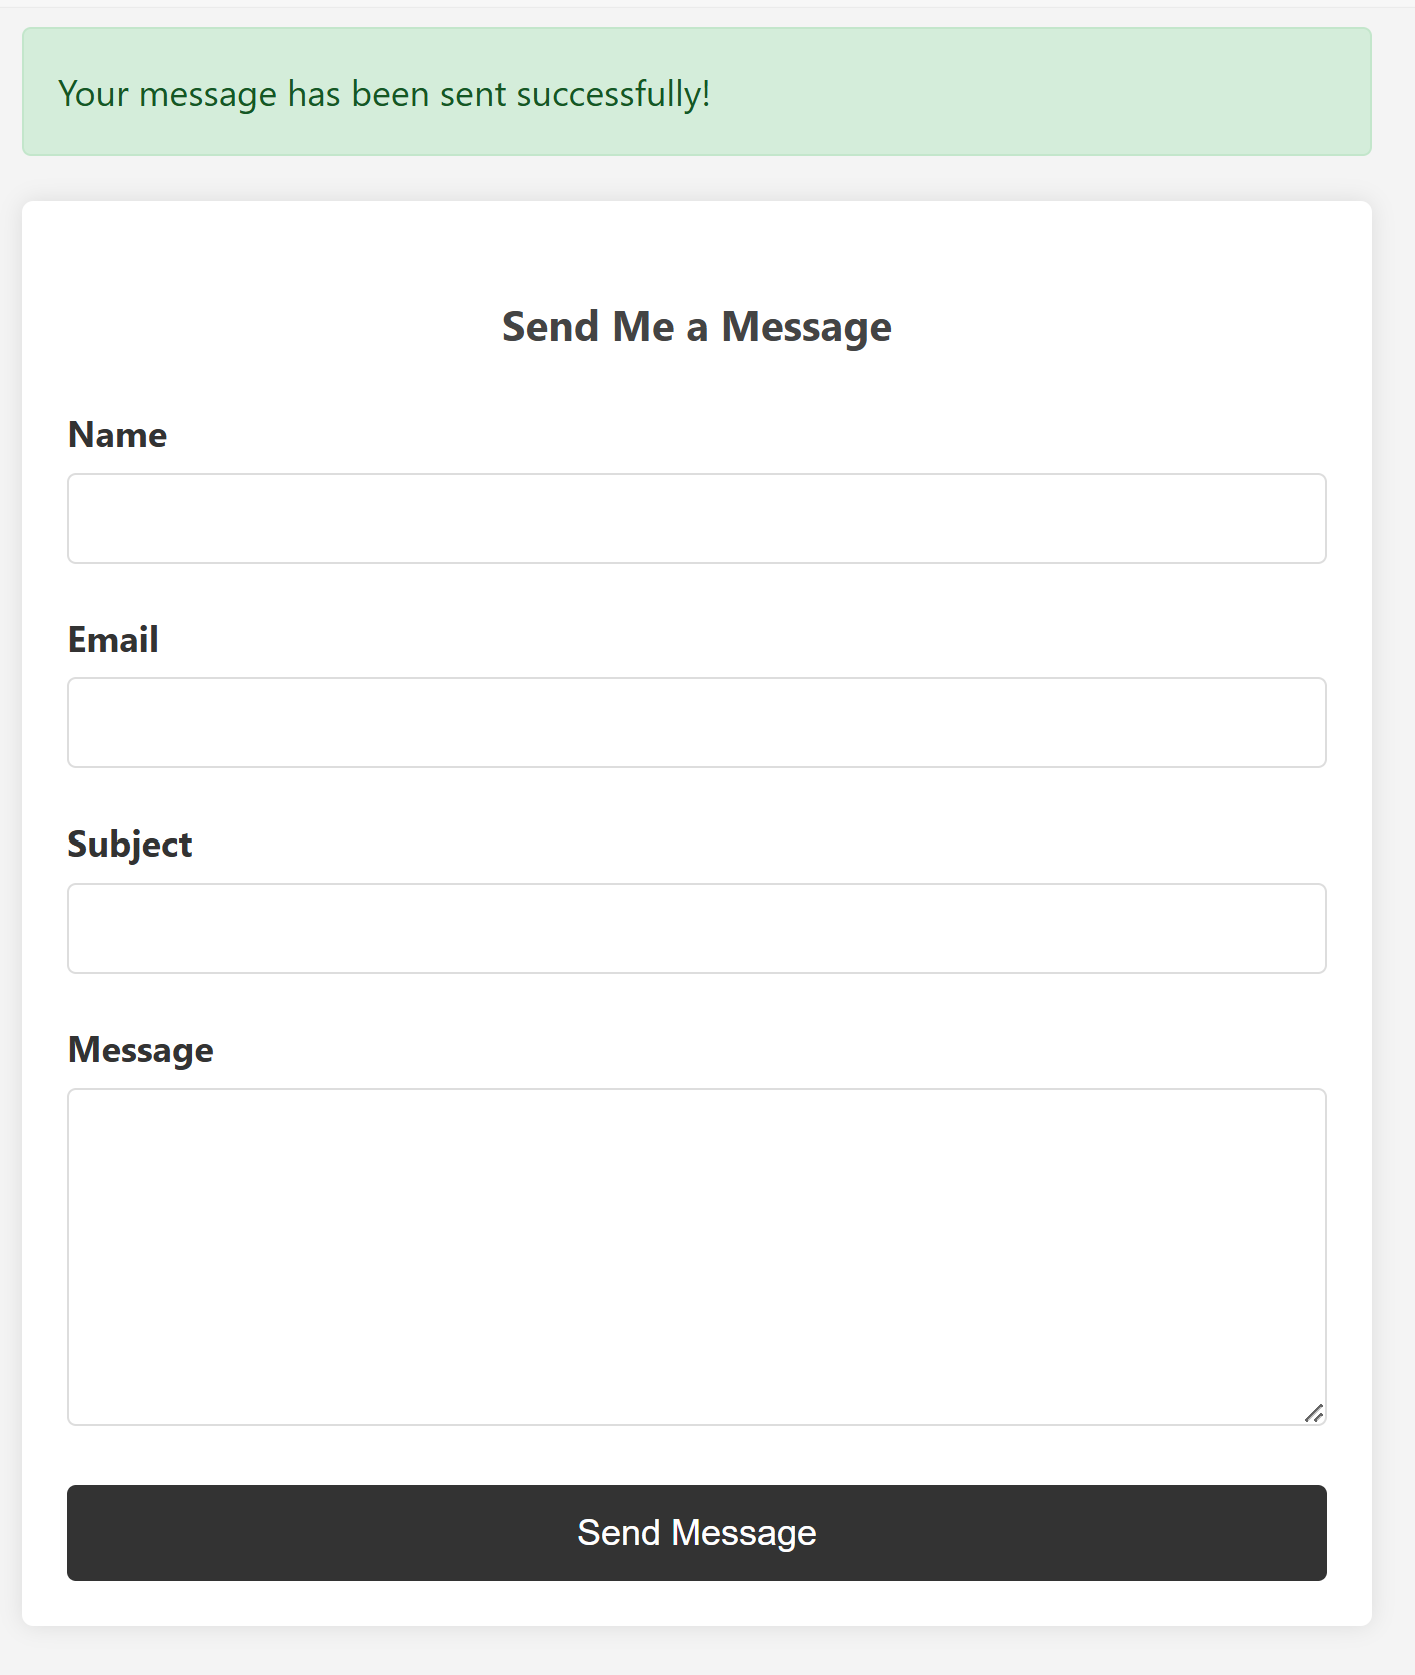 Your message has been sent successfully!
Send Me a Message
Name
Email
Subject
Message
Send Message